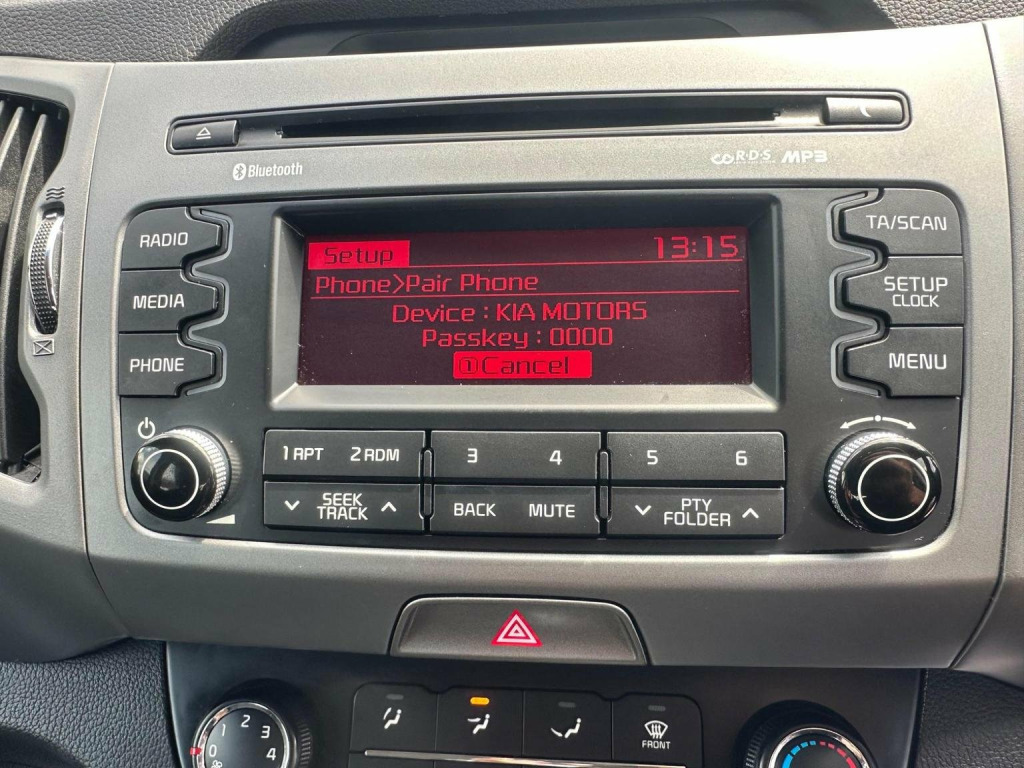 Bluetooth
R·D·S MP3
RADIO
MEDIA
PHONE
Setup 13:15
Phone>Pair Phone
Device : KIA MOTORS
Passkey : 0000
Cancel
TA/SCAN
SETUP
CLOCK
MENU
1 RPT 2 RDM 3 4 5 6
SEEK
TRACK
BACK MUTE
PTY
FOLDER
0 1 2 3 4
FRONT